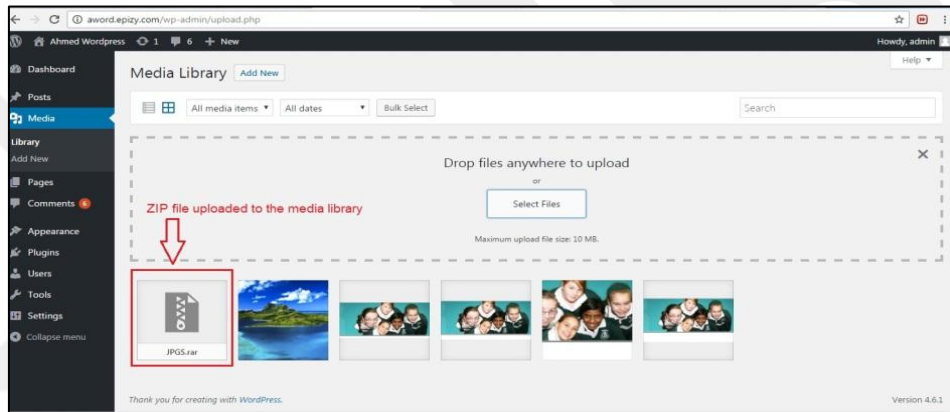 aword.epizy.com/wp-admin/upload.php
Ahmed Wordpress 1 6 + New Howdy, admin
Help
Dashboard
Media Library Add New
Posts
All media items All dates Bulk Select Search
Media
Library
Add New
Drop files anywhere to upload
or
Select Files
Maximum upload file size: 10 MB.
Pages
Comments 6
ZIP file uploaded to the media library
Appearance
Plugins
Users
Tools
Settings
Collapse menu
JPGS.rar
Thank you for creating with WordPress. Version 4.6.1